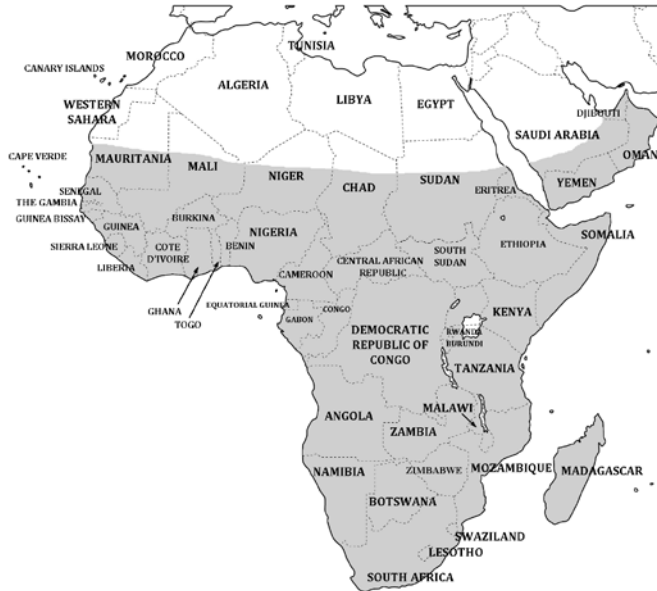 TUNISIA
MOROCCO
CANARY ISLANDS
ALGERIA
LIBYA
EGYPT
WESTERN
SAHARA
DJIBOUTI
SAUDI ARABIA
CAPE VERDE
MAURITANIA
MALI
NIGER
CHAD
SUDAN
OMAN
YEMEN
ERITREA
SENEGAL
THE GAMBIA
GUINEA BISSAU
GUINEA
BURKINA
NIGERIA
SOMALIA
SIERRA LEONE
COTE
D'IVOIRE
BENIN
ETHIOPIA
SOUTH
SUDAN
CENTRAL AFRICAN
REPUBLIC
LIBERIA
CAMEROON
GHANA
TOGO
EQUATORIAL GUINEA
GABON
CONGO
KENYA
RWANDA
BURUNDI
DEMOCRATIC
REPUBLIC OF
CONGO
TANZANIA
MALAWI
ANGOLA
ZAMBIA
NAMIBIA
ZIMBABWE
MOZAMBIQUE
MADAGASCAR
BOTSWANA
SWAZILAND
LESOTHO
SOUTH AFRICA